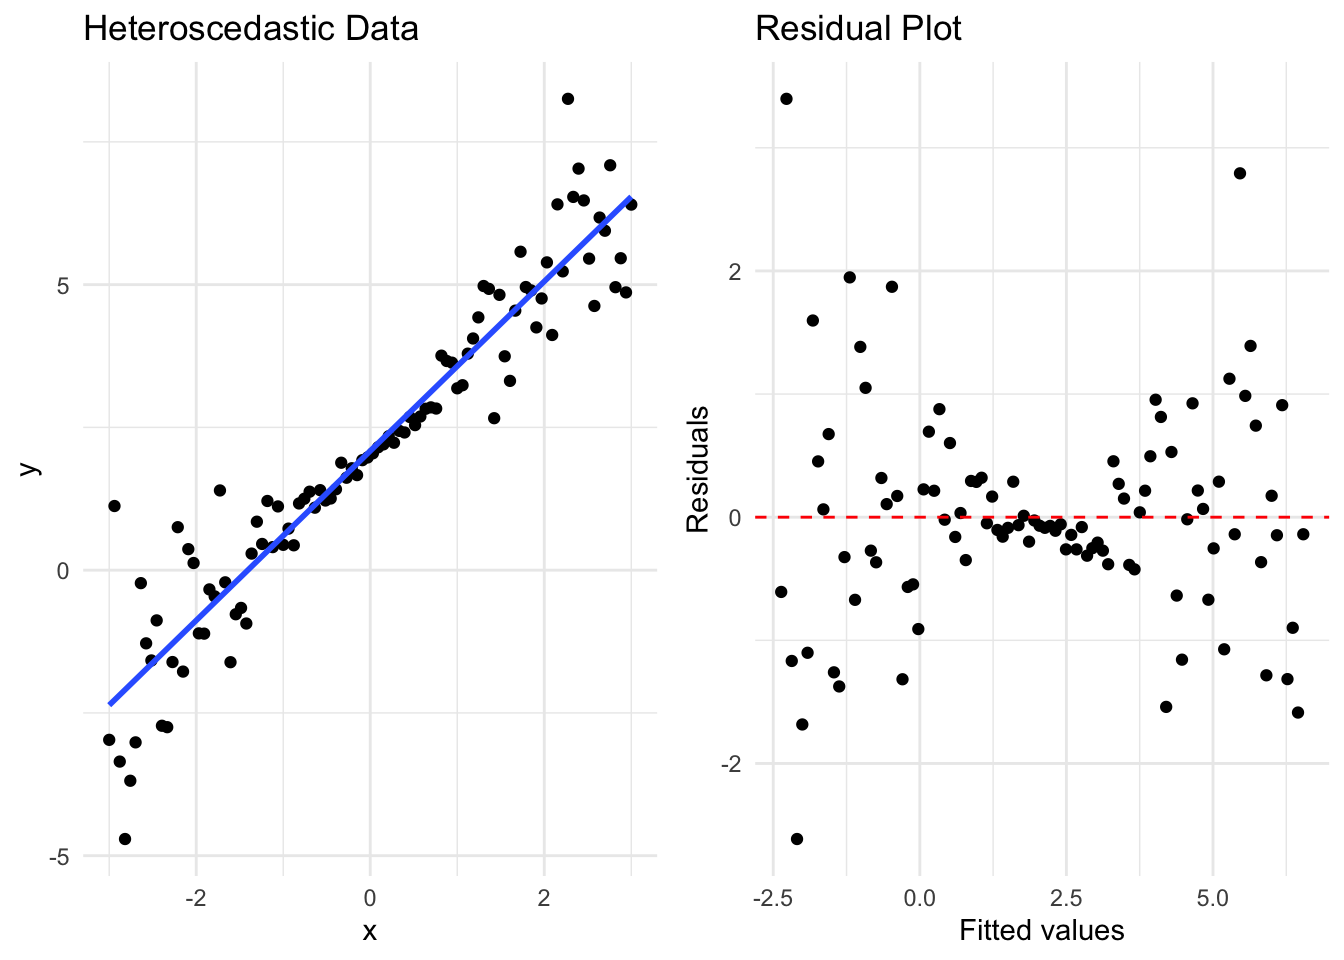 Heteroscedastic Data
y
5
0
-5
-2 0 2
x
Residual Plot
Residuals
2
0
-2
-2.5 0.0 2.5 5.0
Fitted values